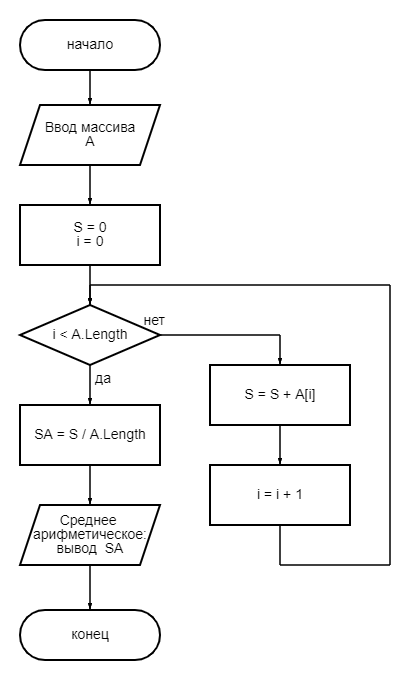 начало
Ввод массива
A
S = 0
i = 0
i < A.Length
нет
да
S = S + A[i]
SA = S / A.Length
i = i + 1
Среднее
арифметическое:
вывод SA
конец